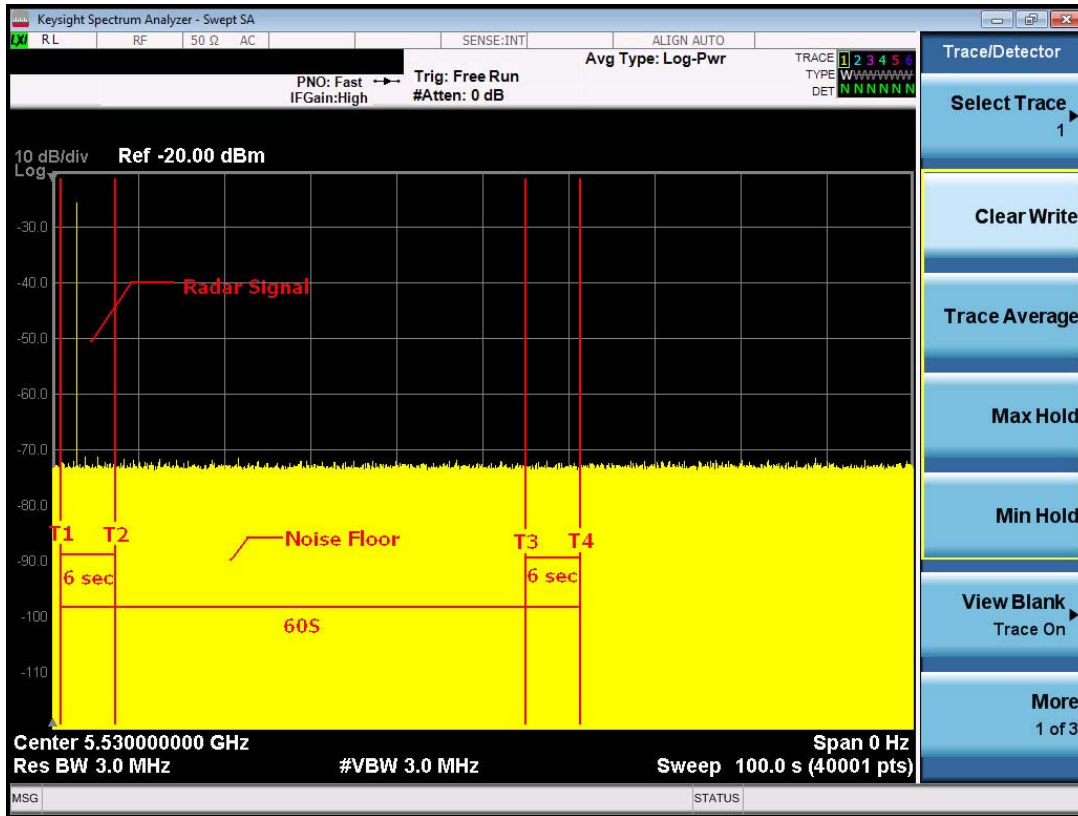 Keysight Spectrum Analyzer - Swept SA
LXI RL RF 50 Ω AC SENSE:INT ALIGN AUTO
PNO: Fast
IFGain:High
Trig: Free Run
#Atten: 0 dB
Avg Type: Log-Pwr
TRACE 1 2 3 4 5 6
TYPE W W W W W W
DET N N N N N N
10 dB/div Ref -20.00 dBm
Log
-30.0
-40.0
-50.0
-60.0
-70.0
-80.0
-90.0
-100
-110
Radar Signal
T1 T2 Noise Floor T3 T4
6 sec 6 sec
60S
Center 5.530000000 GHz Span 0 Hz
Res BW 3.0 MHz #VBW 3.0 MHz Sweep 100.0 s (40001 pts)
MSG STATUS
Trace/Detector
Select Trace
1
Clear Write
Trace Average
Max Hold
Min Hold
View Blank
Trace On
More
1 of 3